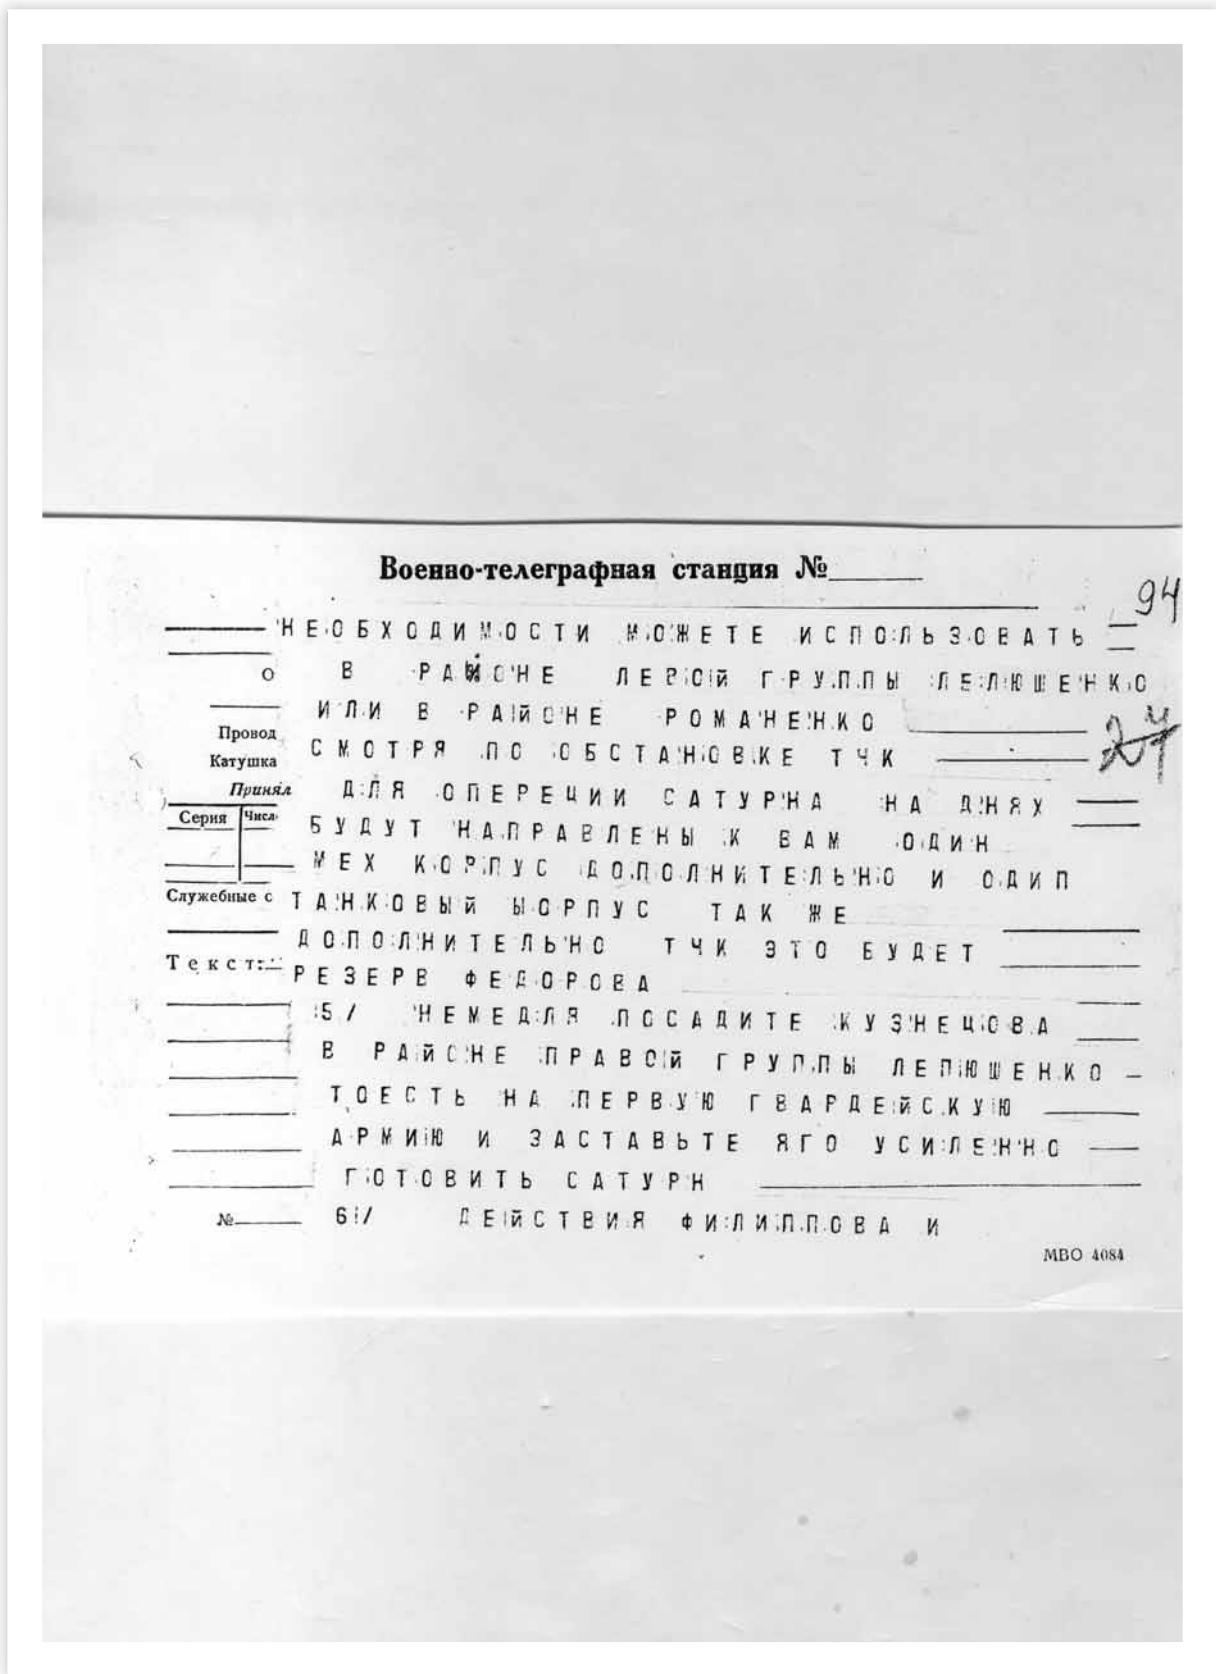 Военно-телеграфная станция №
94
НЕОБХОДИМОСТИ МОЖЕТЕ ИСПОЛЬЗОВАТЬ
О В РАЙОНЕ ЛЕВОЙ ГРУППЫ ЛЕЛЮШЕНКО
ИЛИ В РАЙОНЕ РОМАНЕНКО
Провод СМОТРЯ ПО ОБСТАНОВКЕ ТЧК
Катушка
Принял ДЛЯ ОПЕРЕЦИИ САТУРНА НА ДНЯХ
Серия Числ БУДУТ НАПРАВЛЕНЫ К ВАМ ОДИН
МЕХ КОРПУС ДОПОЛНИТЕЛЬНО И ОДИП
Служебные с ТАНКОВЫЙ ЫОРПУС ТАК ЖЕ
ДОПОЛНИТЕЛЬНО ТЧК ЭТО БУДЕТ
Текст: РЕЗЕРВ ФЕДОРОВА
5/ НЕМЕДЛЯ ПОСАДИТЕ КУЗНЕЦОВА
В РАЙОНЕ ПРАВОЙ ГРУППЫ ЛЕПЮШЕНКО
ТОЕСТЬ НА ПЕРВУЮ ГВАРДЕЙСКУЮ
АРМИЮ И ЗАСТАВЬТЕ ЯГО УСИЛЕННО
ГОТОВИТЬ САТУРН
№ 6/ ДЕЙСТВИЯ ФИЛИППОВА И
МВО 4084